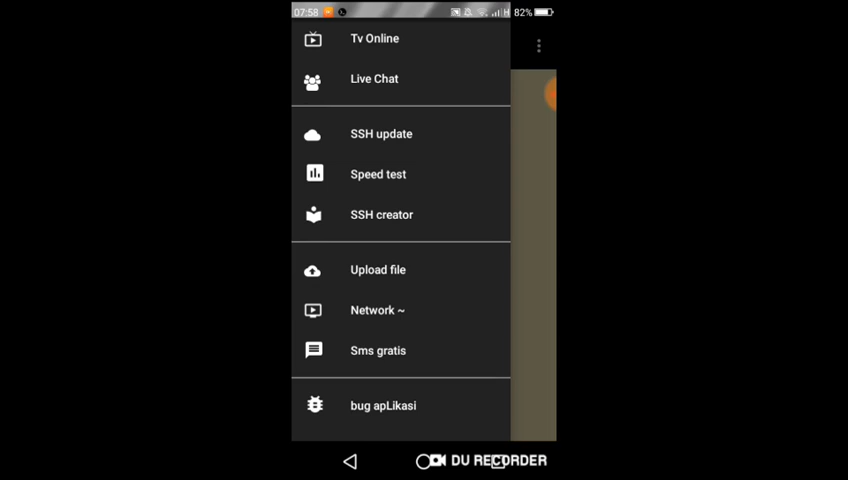 07:58 H 82%
Tv Online
Live Chat
SSH update
Speed test
SSH creator
Upload file
Network ~
Sms gratis
bug apLikasi
DU RECORDER